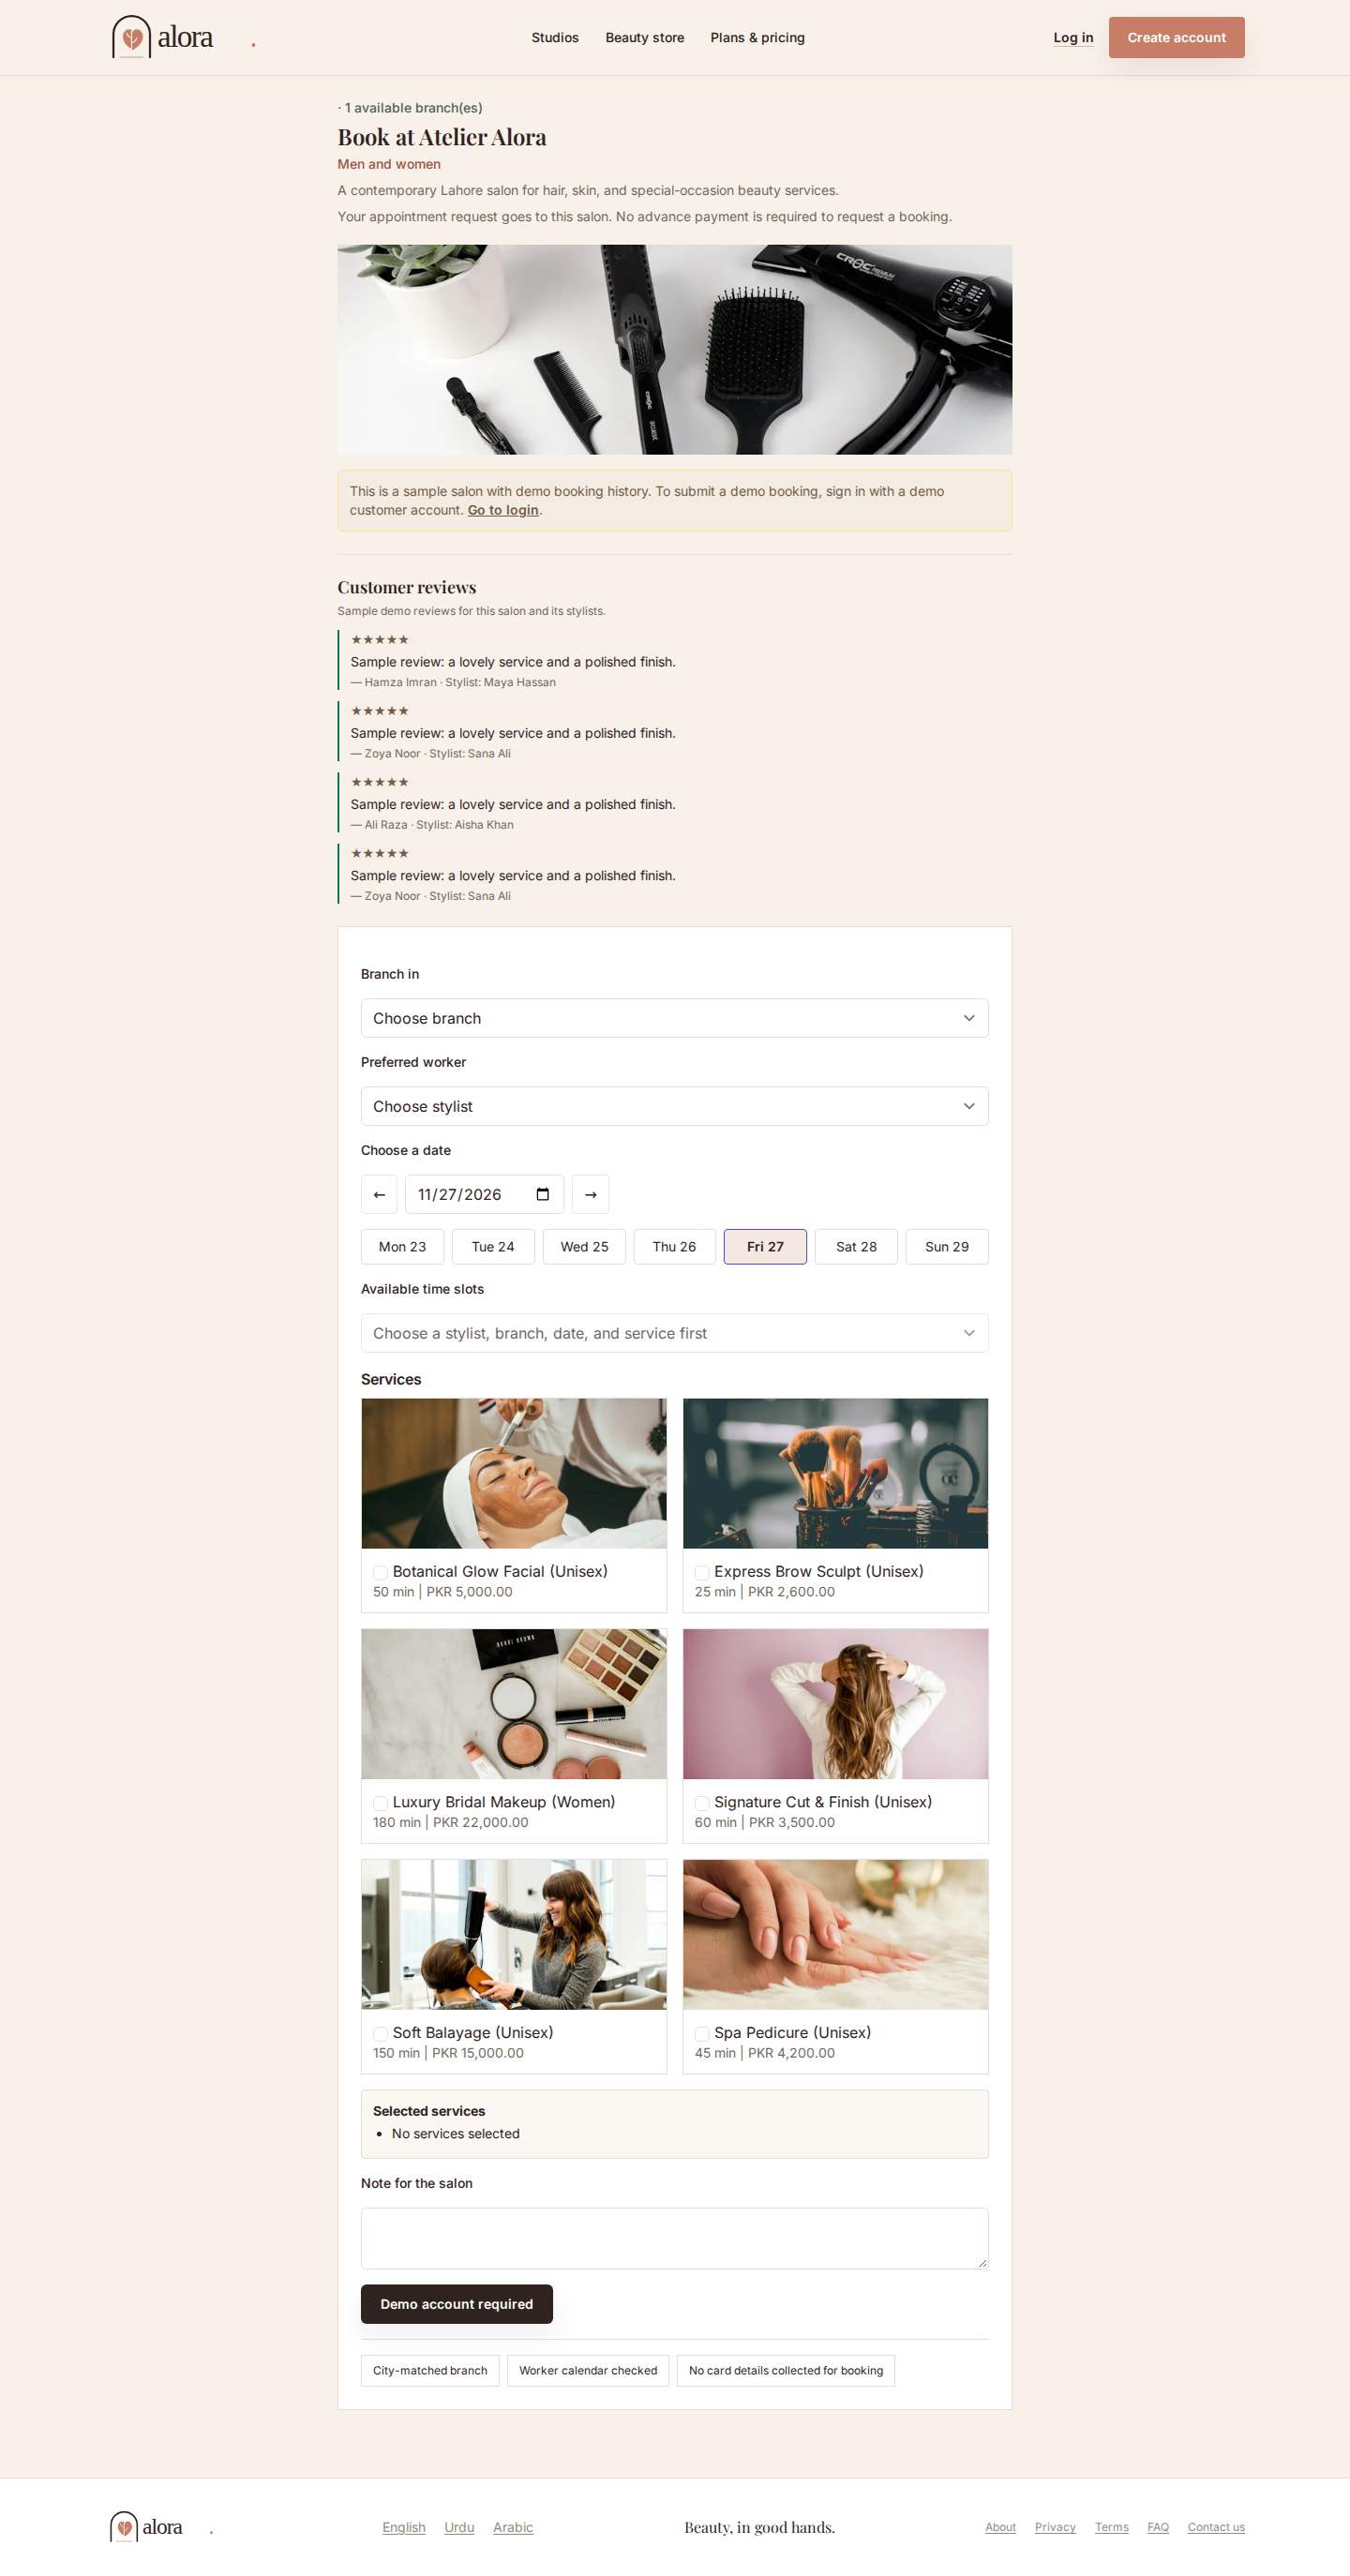 alora .
Studios Beauty store Plans & pricing
Log in Create account
· 1 available branch(es)
Book at Atelier Alora
Men and women
A contemporary Lahore salon for hair, skin, and special-occasion beauty services.
Your appointment request goes to this salon. No advance payment is required to request a booking.
CROC PREMIUM
CROC
This is a sample salon with demo booking history. To submit a demo booking, sign in with a demo
customer account. Go to login.
Customer reviews
Sample demo reviews for this salon and its stylists.
★★★★★
Sample review: a lovely service and a polished finish.
— Hamza Imran · Stylist: Maya Hassan
★★★★★
Sample review: a lovely service and a polished finish.
— Zoya Noor · Stylist: Sana Ali
★★★★★
Sample review: a lovely service and a polished finish.
— Ali Raza · Stylist: Aisha Khan
★★★★★
Sample review: a lovely service and a polished finish.
— Zoya Noor · Stylist: Sana Ali
Branch in
Choose branch
Preferred worker
Choose stylist
Choose a date
← 11/27/2026 →
Mon 23 Tue 24 Wed 25 Thu 26 Fri 27 Sat 28 Sun 29
Available time slots
Choose a stylist, branch, date, and service first
Services
Botanical Glow Facial (Unisex)
50 min | PKR 5,000.00
Express Brow Sculpt (Unisex)
25 min | PKR 2,600.00
BOBBI BROWN
Luxury Bridal Makeup (Women)
180 min | PKR 22,000.00
Signature Cut & Finish (Unisex)
60 min | PKR 3,500.00
Soft Balayage (Unisex)
150 min | PKR 15,000.00
Spa Pedicure (Unisex)
45 min | PKR 4,200.00
Selected services
• No services selected
Note for the salon
Demo account required
City-matched branch Worker calendar checked No card details collected for booking
alora .
English Urdu Arabic
Beauty, in good hands.
About Privacy Terms FAQ Contact us